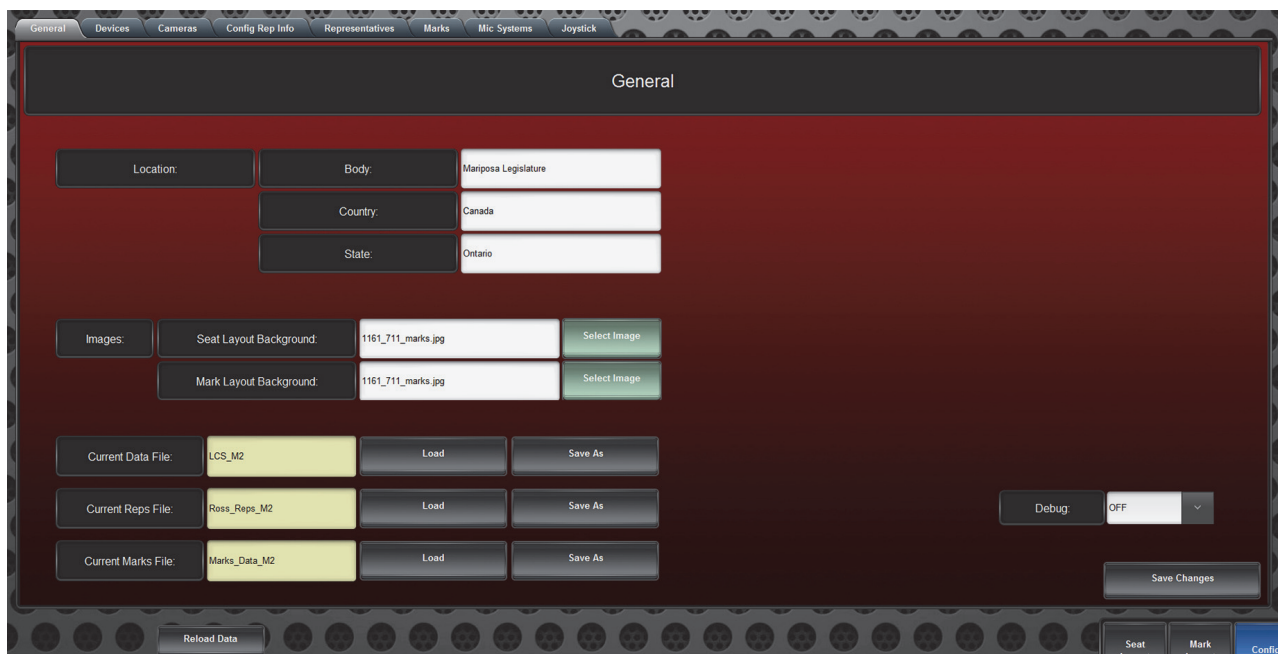 General Devices Cameras Config Rep Info Representatives Marks Mic Systems Joystick
General
Location: Body: Mariposa Legislature
Country: Canada
State: Ontario
Images: Seat Layout Background: 1161_711_marks.jpg Select Image
Mark Layout Background: 1161_711_marks.jpg Select Image
Current Data File: LCS_M2 Load Save As
Current Reps File: Ross_Reps_M2 Load Save As
Debug: OFF
Current Marks File: Marks_Data_M2 Load Save As
Save Changes
Reload Data
Seat Mark